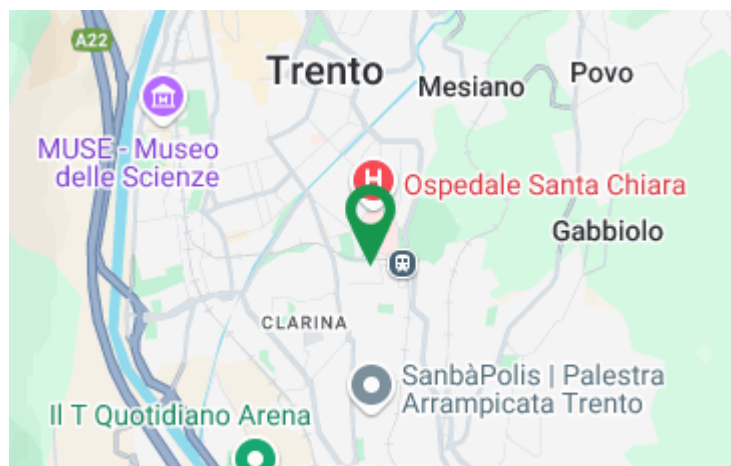 A22
Trento
Mesiano
Povo
MUSE - Museo
delle Scienze
H
Ospedale Santa Chiara
Gabbiolo
CLARINA
SanbàPolis | Palestra
Arrampicata Trento
Il T Quotidiano Arena